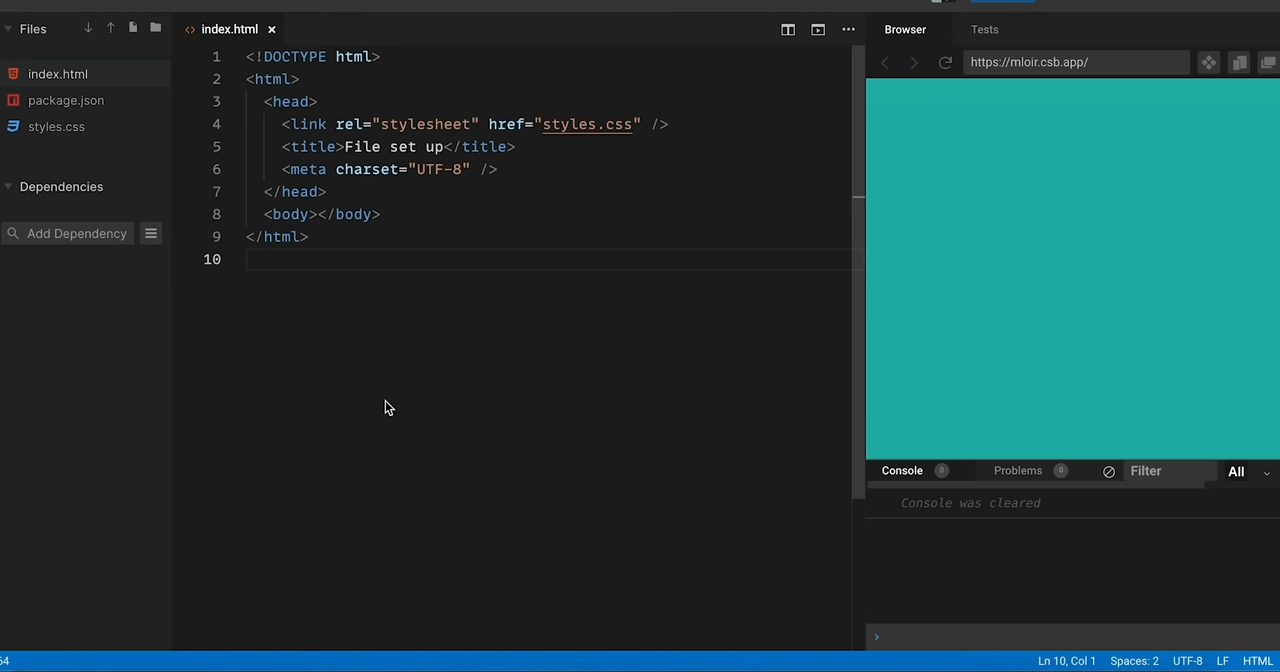 Files
index.html
package.json
styles.css
Dependencies
Add Dependency
index.html
1 <!DOCTYPE html>
2 <html>
3 <head>
4 <link rel="stylesheet" href="styles.css" />
5 <title>File set up</title>
6 <meta charset="UTF-8" />
7 </head>
8 <body></body>
9 </html>
10
Browser Tests
https://mloir.csb.app/
Console 0 Problems 0 Filter All
Console was cleared
64 Ln 10, Col 1 Spaces: 2 UTF-8 LF HTML